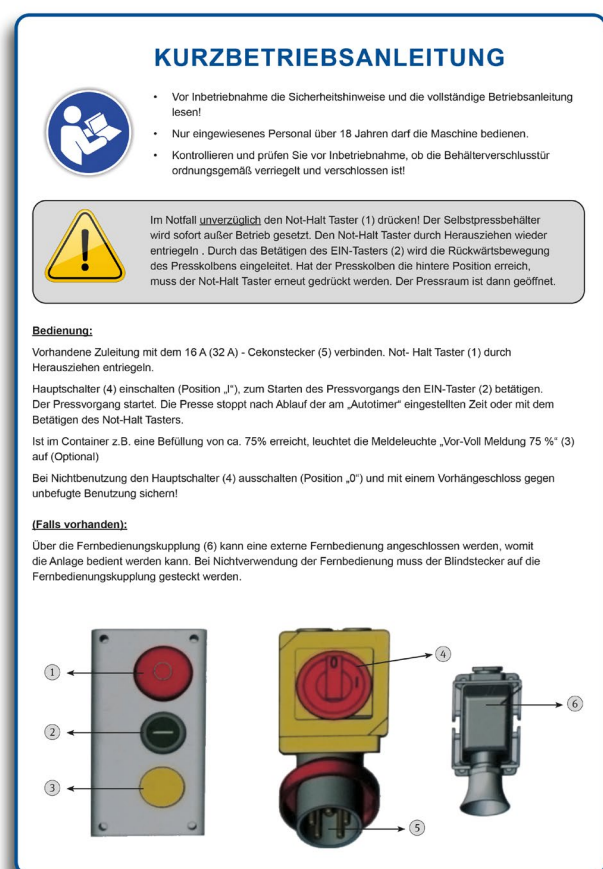 KURZBETRIEBSANLEITUNG
• Vor Inbetriebnahme die Sicherheitshinweise und die vollständige Betriebsanleitung
lesen!
• Nur eingewiesenes Personal über 18 Jahren darf die Maschine bedienen.
• Kontrollieren und prüfen Sie vor Inbetriebnahme, ob die Behälterverschlusstür
ordnungsgemäß verriegelt und verschlossen ist!
Im Notfall unverzüglich den Not-Halt Taster (1) drücken! Der Selbstpressbehälter
wird sofort außer Betrieb gesetzt. Den Not-Halt Taster durch Herausziehen wieder
entriegeln . Durch das Betätigen des EIN-Tasters (2) wird die Rückwärtsbewegung
des Presskolbens eingeleitet. Hat der Presskolben die hintere Position erreich,
muss der Not-Halt Taster erneut gedrückt werden. Der Pressraum ist dann geöffnet.
Bedienung:
Vorhandene Zuleitung mit dem 16 A (32 A) - Cekonstecker (5) verbinden. Not- Halt Taster (1) durch
Herausziehen entriegeln.
Hauptschalter (4) einschalten (Position „I“), zum Starten des Pressvorgangs den EIN-Taster (2) betätigen.
Der Pressvorgang startet. Die Presse stoppt nach Ablauf der am „Autotimer“ eingestellten Zeit oder mit dem
Betätigen des Not-Halt Tasters.
Ist im Container z.B. eine Befüllung von ca. 75% erreicht, leuchtet die Meldeleuchte „Vor-Voll Meldung 75 %“ (3)
auf (Optional)
Bei Nichtbenutzung den Hauptschalter (4) ausschalten (Position „0“) und mit einem Vorhängeschloss gegen
unbefugte Benutzung sichern!
(Falls vorhanden):
Über die Fernbedienungskupplung (6) kann eine externe Fernbedienung angeschlossen werden, womit
die Anlage bedient werden kann. Bei Nichtverwendung der Fernbedienung muss der Blindstecker auf die
Fernbedienungskupplung gesteckt werden.
1
2
3
0
I
4
5
6